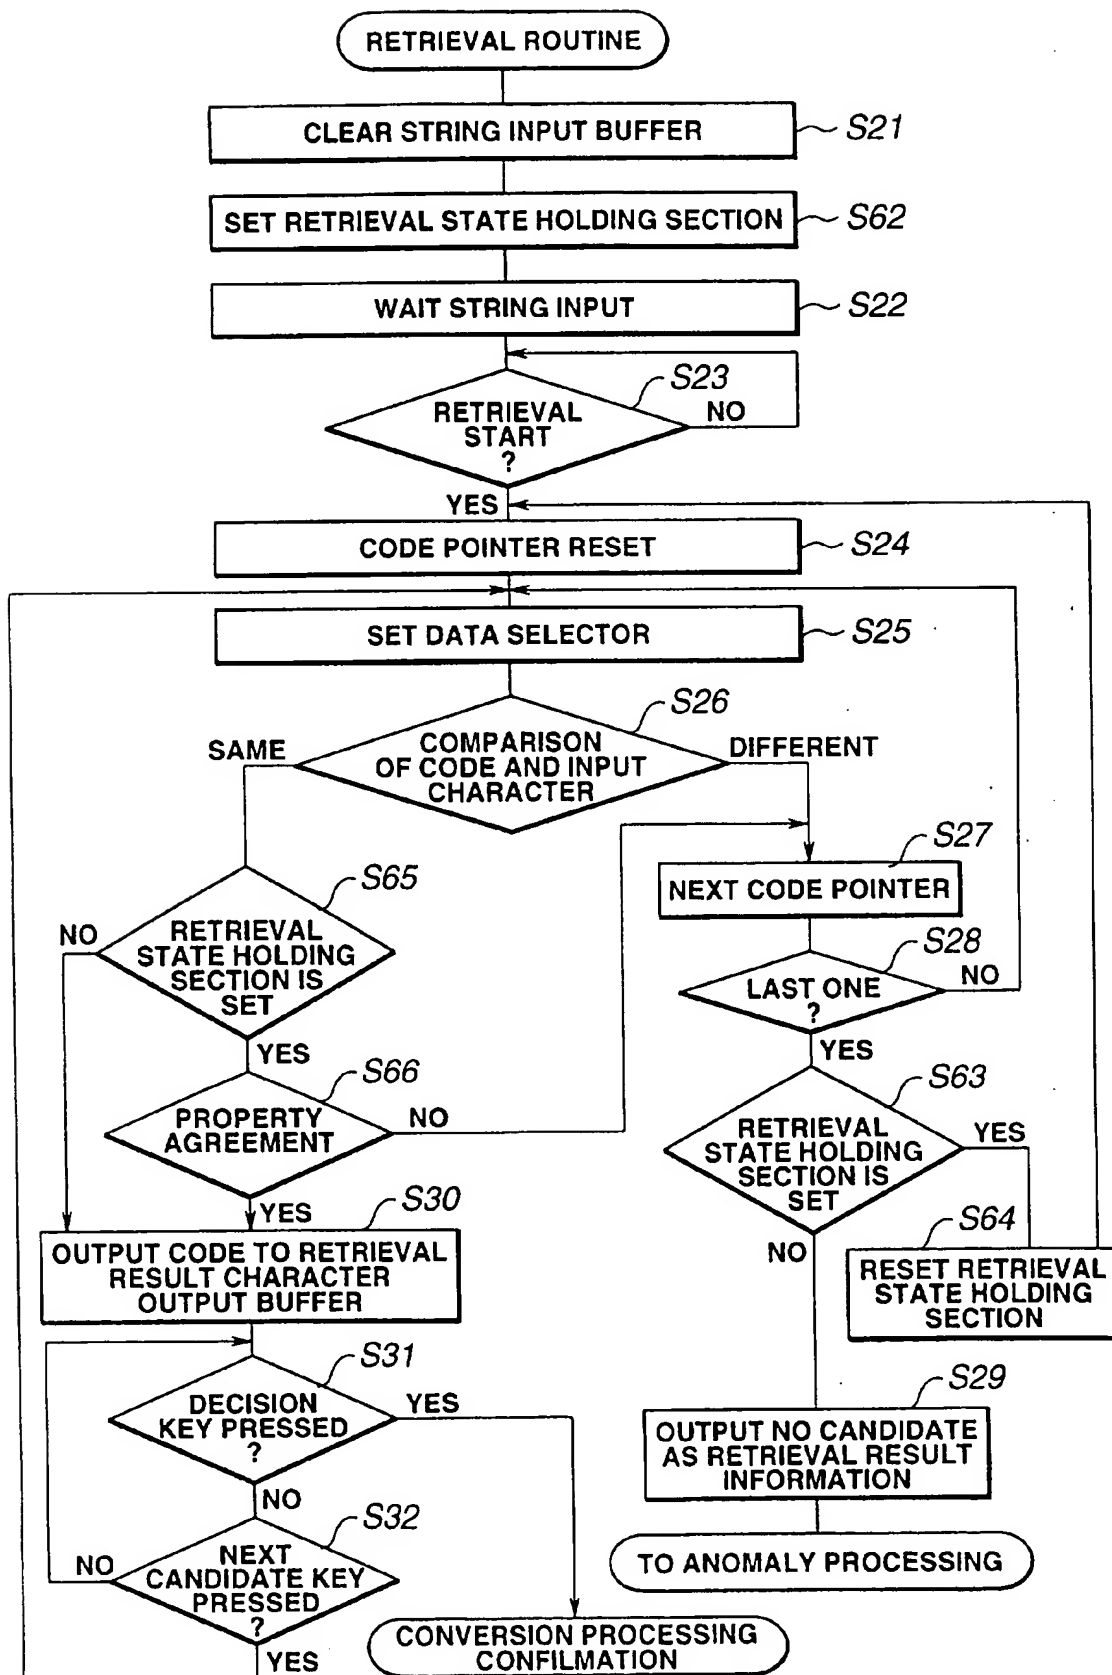 RETRIEVAL ROUTINE
CLEAR STRING INPUT BUFFER
S21
SET RETRIEVAL STATE HOLDING SECTION
S62
WAIT STRING INPUT
S22
S23
RETRIEVAL
START
?
NO
YES
CODE POINTER RESET
S24
SET DATA SELECTOR
S25
S26
SAME
COMPARISON
OF CODE AND INPUT
CHARACTER
DIFFERENT
S27
NEXT CODE POINTER
S65
NO
RETRIEVAL
STATE HOLDING
SECTION IS
SET
YES
S28
LAST ONE
?
NO
YES
S66
PROPERTY
AGREEMENT
NO
YES
S63
RETRIEVAL
STATE HOLDING
SECTION IS
SET
YES
NO
S64
RESET RETRIEVAL
STATE HOLDING
SECTION
S30
OUTPUT CODE TO RETRIEVAL
RESULT CHARACTER
OUTPUT BUFFER
S31
DECISION
KEY PRESSED
?
YES
NO
S29
OUTPUT NO CANDIDATE
AS RETRIEVAL RESULT
INFORMATION
S32
NO
NEXT
CANDIDATE KEY
PRESSED
?
YES
TO ANOMALY PROCESSING
CONVERSION PROCESSING
CONFILMATION